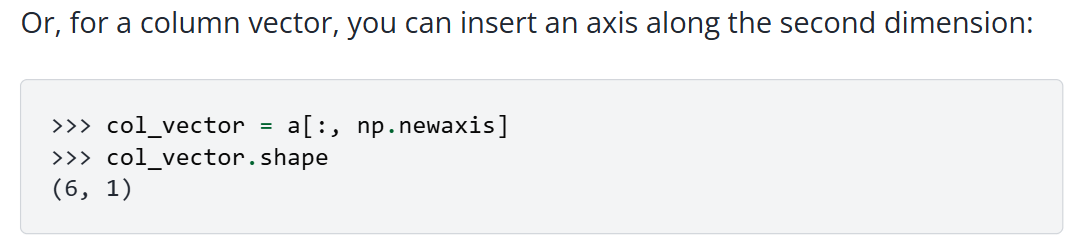 Or, for a column vector, you can insert an axis along the second dimension:
>>> col_vector = a[:, np.newaxis]
>>> col_vector.shape
(6, 1)